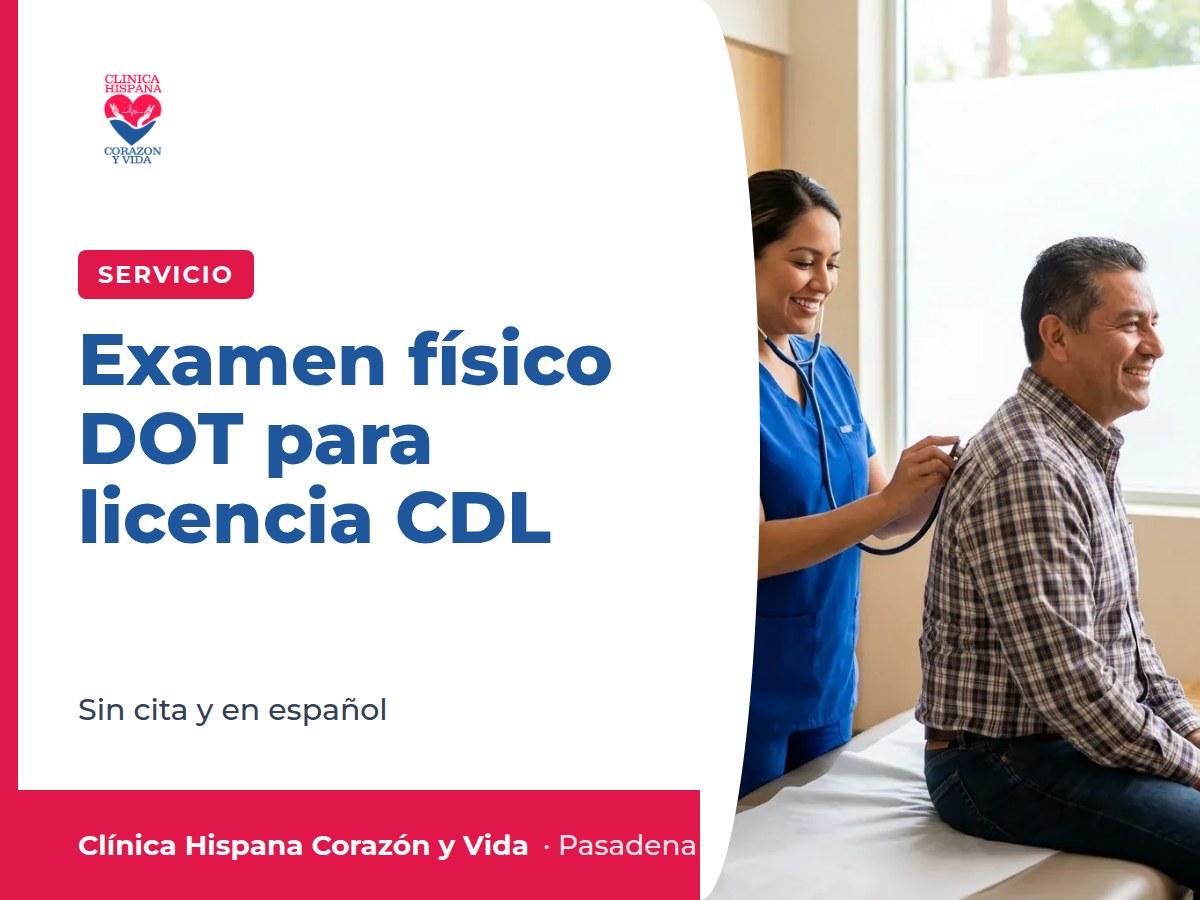 CLINICA
HISPANA
CORAZON
Y VIDA
SERVICIO
Examen físico
DOT para
licencia CDL
Sin cita y en español
Clínica Hispana Corazón y Vida · Pasadena